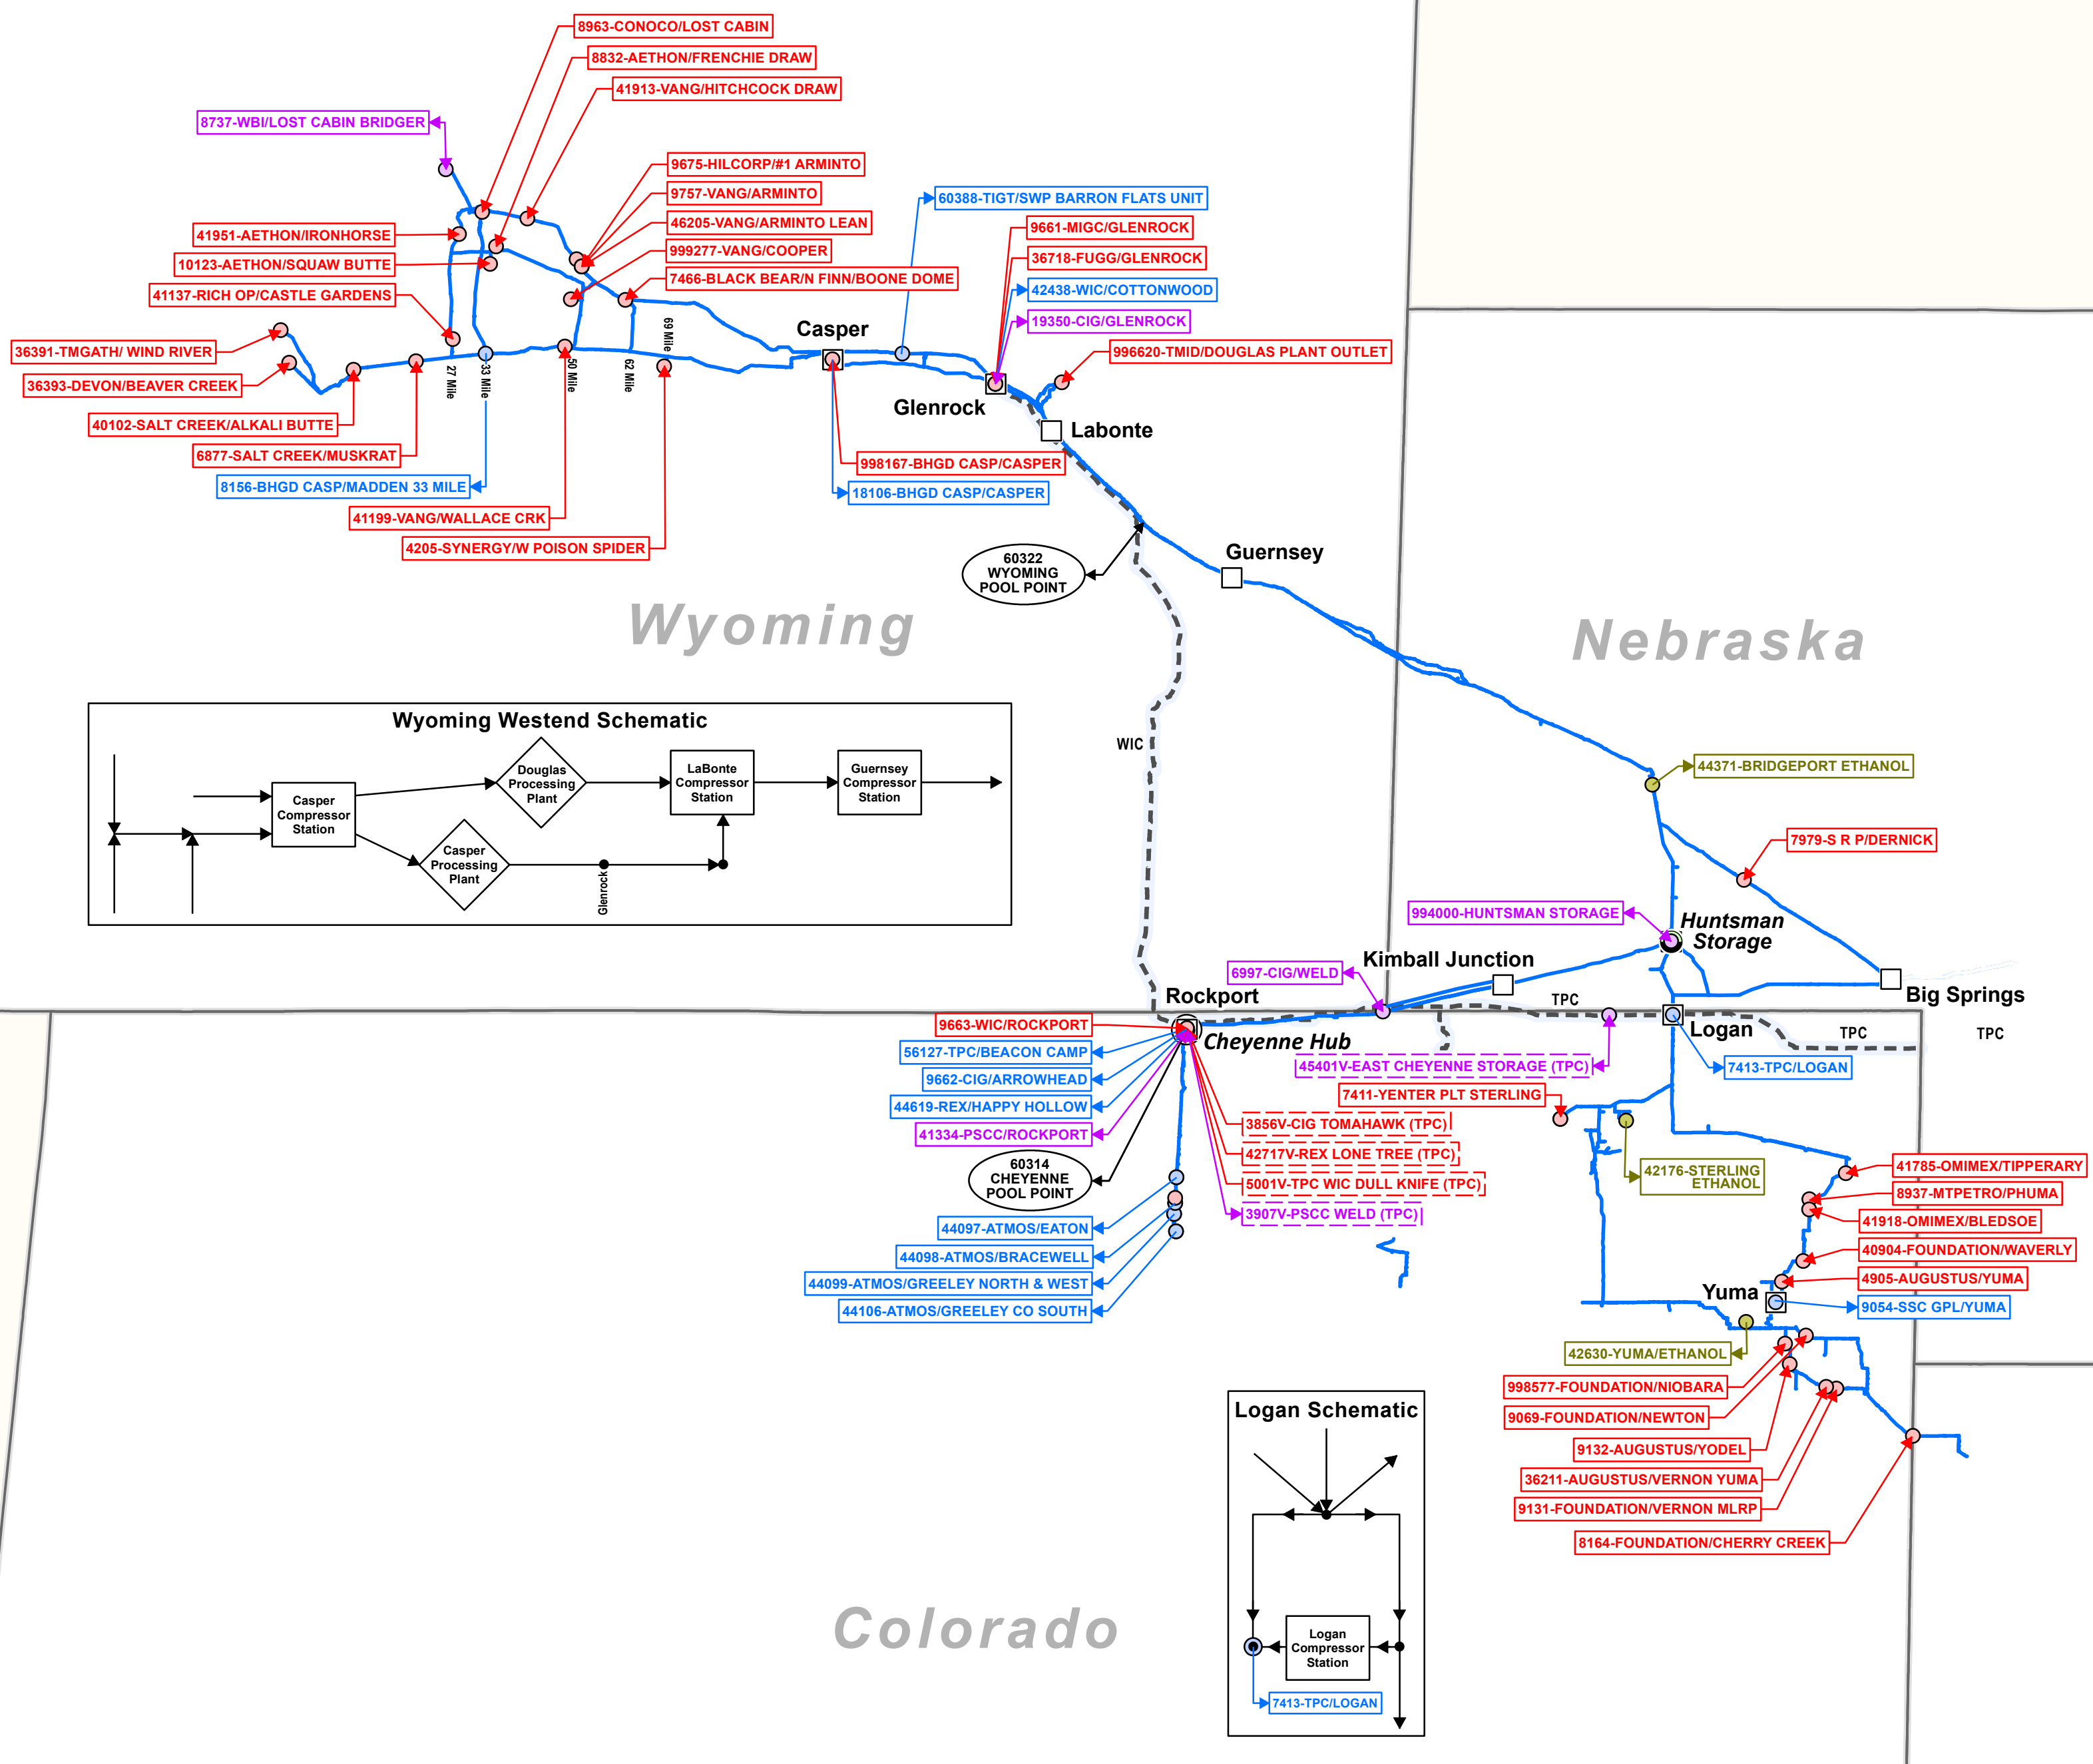 8963-CONOCO/LOST CABIN
8832-AETHON/FRENCHIE DRAW
41913-VANG/HITCHCOCK DRAW
8737-WBI/LOST CABIN BRIDGER
9675-HILCORP/#1 ARMINTO
9757-VANG/ARMINTO
46205-VANG/ARMINTO LEAN
999277-VANG/COOPER
7466-BLACK BEAR/N FINN/BOONE DOME
60388-TIGT/SWP BARRON FLATS UNIT
9661-MIGC/GLENROCK
36718-FUGG/GLENROCK
42438-WIC/COTTONWOOD
19350-CIG/GLENROCK
996620-TMID/DOUGLAS PLANT OUTLET
41951-AETHON/IRONHORSE
10123-AETHON/SQUAW BUTTE
41137-RICH OP/CASTLE GARDENS
36391-TMGATH/ WIND RIVER
36393-DEVON/BEAVER CREEK
40102-SALT CREEK/ALKALI BUTTE
6877-SALT CREEK/MUSKRAT
8156-BHGD CASP/MADDEN 33 MILE
41199-VANG/WALLACE CRK
4205-SYNERGY/W POISON SPIDER
27 Mile
33 Mile
50 Mile
62 Mile
69 Mile
Casper
Glenrock
Labonte
998167-BHGD CASP/CASPER
18106-BHGD CASP/CASPER
60322
WYOMING
POOL POINT
Guernsey
Wyoming
Nebraska
WIC
Wyoming Westend Schematic
Casper
Compressor
Station
Douglas
Processing
Plant
LaBonte
Compressor
Station
Guernsey
Compressor
Station
Casper
Processing
Plant
Glenrock
44371-BRIDGEPORT ETHANOL
7979-S R P/DERNICK
994000-HUNTSMAN STORAGE
Huntsman
Storage
Kimball Junction
6997-CIG/WELD
Big Springs
Rockport
Cheyenne Hub
TPC
Logan
TPC
TPC
9663-WIC/ROCKPORT
56127-TPC/BEACON CAMP
9662-CIG/ARROWHEAD
44619-REX/HAPPY HOLLOW
41334-PSCC/ROCKPORT
60314
CHEYENNE
POOL POINT
45401V-EAST CHEYENNE STORAGE (TPC)
7413-TPC/LOGAN
7411-YENTER PLT STERLING
3856V-CIG TOMAHAWK (TPC)
42717V-REX LONE TREE (TPC)
5001V-TPC WIC DULL KNIFE (TPC)
3907V-PSCC WELD (TPC)
42176-STERLING
ETHANOL
44097-ATMOS/EATON
44098-ATMOS/BRACEWELL
44099-ATMOS/GREELEY NORTH & WEST
44106-ATMOS/GREELEY CO SOUTH
41785-OMIMEX/TIPPERARY
8937-MTPETRO/PHUMA
41918-OMIMEX/BLEDSOE
40904-FOUNDATION/WAVERLY
4905-AUGUSTUS/YUMA
Yuma
9054-SSC GPL/YUMA
42630-YUMA/ETHANOL
998577-FOUNDATION/NIOBARA
9069-FOUNDATION/NEWTON
9132-AUGUSTUS/YODEL
36211-AUGUSTUS/VERNON YUMA
9131-FOUNDATION/VERNON MLRP
8164-FOUNDATION/CHERRY CREEK
Colorado
Logan Schematic
Logan
Compressor
Station
7413-TPC/LOGAN